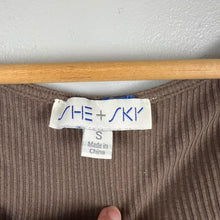 SHE + SKY
S
Made in
China